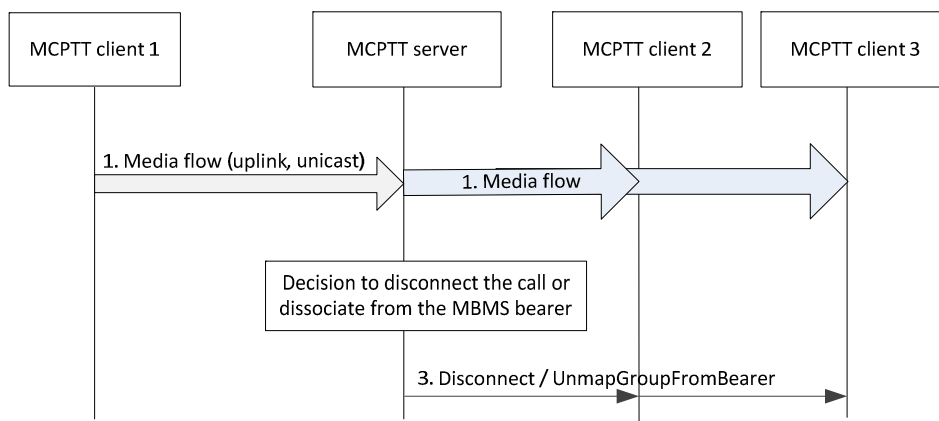 MCPTT client 1
MCPTT server
MCPTT client 2
MCPTT client 3
1. Media flow (uplink, unicast)
1. Media flow
Decision to disconnect the call or
dissociate from the MBMS bearer
3. Disconnect / UnmapGroupFromBearer